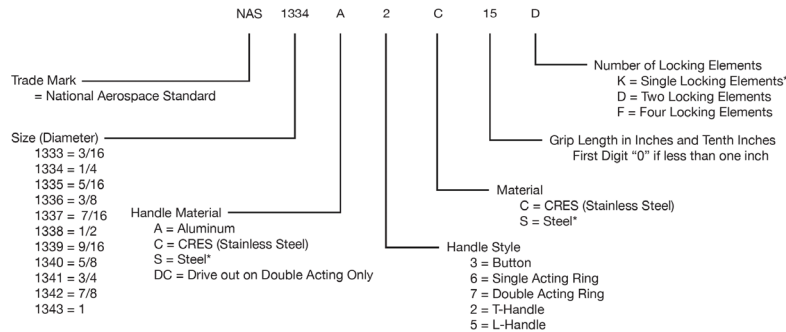 NAS 1334 A 2 C 15 D
Number of Locking Elements
K = Single Locking Elements*
D = Two Locking Elements
F = Four Locking Elements
Trade Mark
= National Aerospace Standard
Grip Length in Inches and Tenth Inches
First Digit “0” if less than one inch
Size (Diameter)
1333 = 3/16
1334 = 1/4
1335 = 5/16
1336 = 3/8
1337 = 7/16
1338 = 1/2
1339 = 9/16
1340 = 5/8
1341 = 3/4
1342 = 7/8
1343 = 1
Material
C = CRES (Stainless Steel)
S = Steel*
Handle Material
A = Aluminum
C = CRES (Stainless Steel)
S = Steel*
DC = Drive out on Double Acting Only
Handle Style
3 = Button
6 = Single Acting Ring
7 = Double Acting Ring
2 = T-Handle
5 = L-Handle